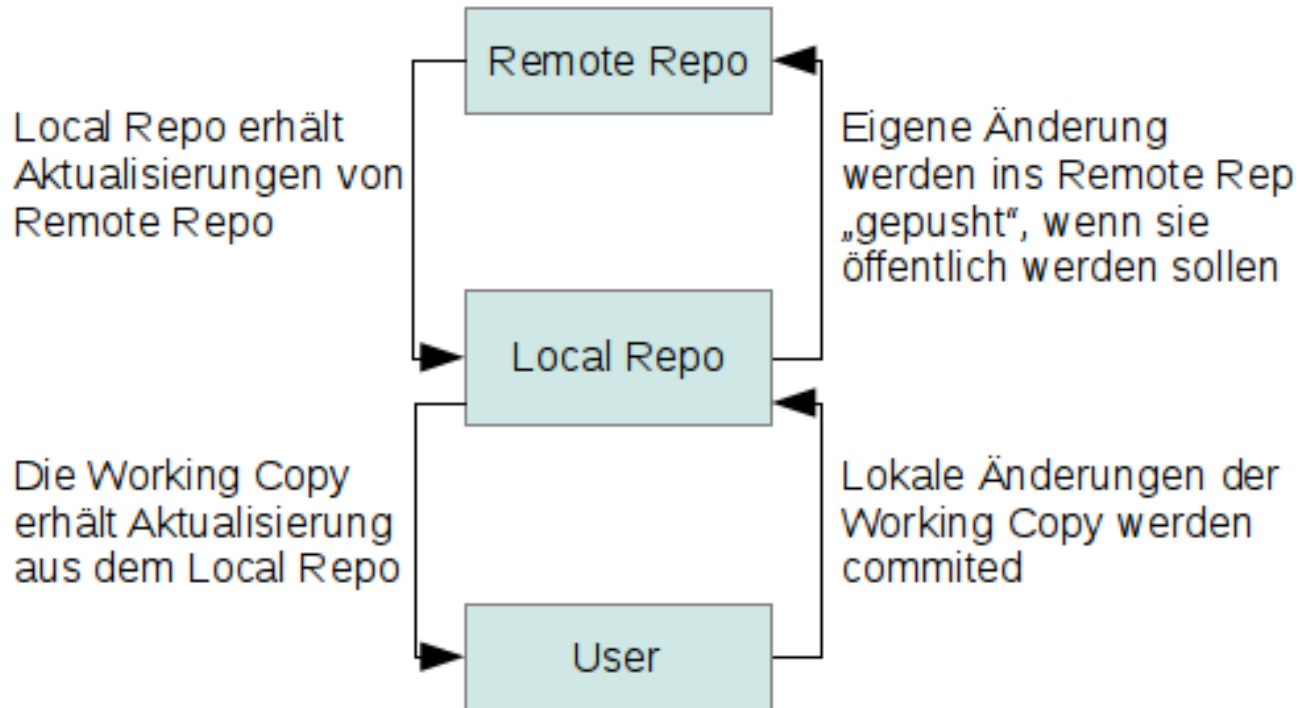 Remote Repo
Local Repo erhält
Aktualisierungen von
Remote Repo
Eigene Änderung
werden ins Remote Rep
„gepusht“, wenn sie
öffentlich werden sollen
Local Repo
Die Working Copy
erhält Aktualisierung
aus dem Local Repo
Lokale Änderungen der
Working Copy werden
commited
User